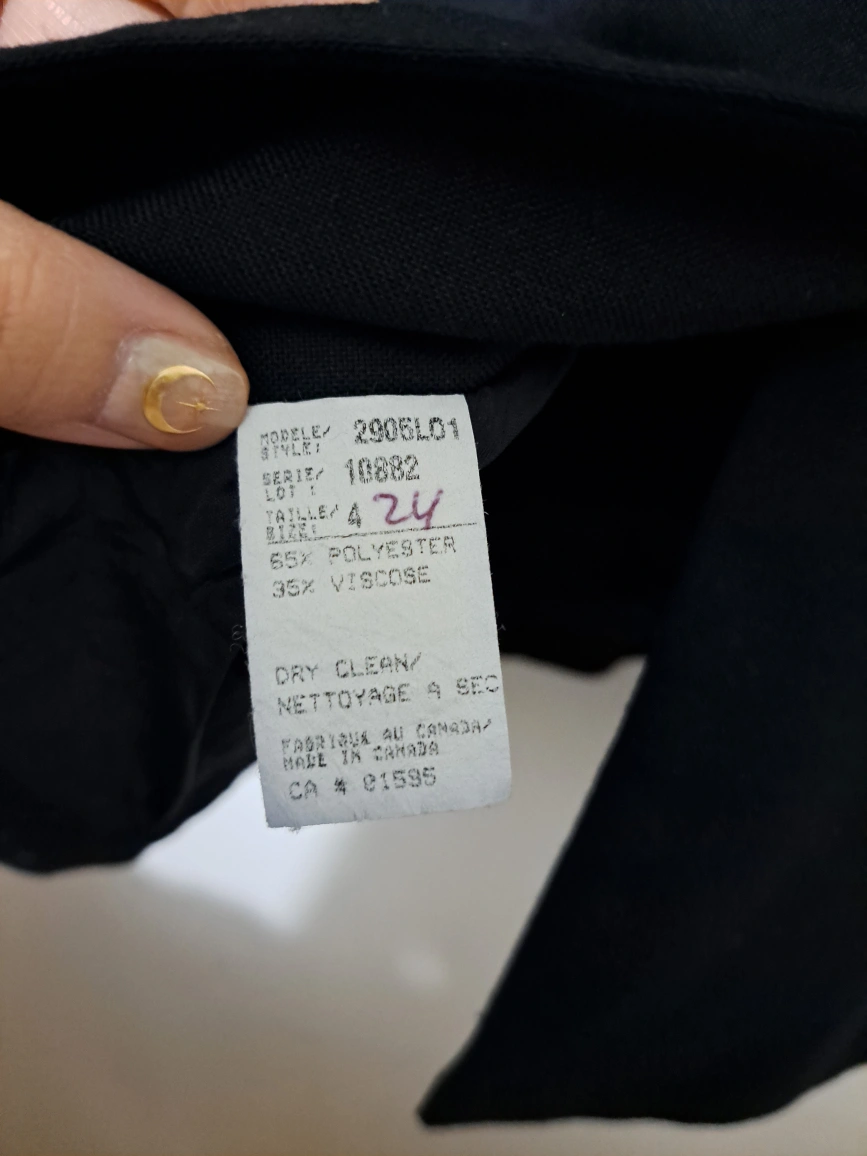 MODELE/
STYLE: 2905L01
SERIE/
LOT : 10882
TAILLE/
SIZE: 4 24
65% POLYESTER
35% VISCOSE
DRY CLEAN/
NETTOYAGE A SEC
FABRIQUE AU CANADA/
MADE IN CANADA
CA # 01595